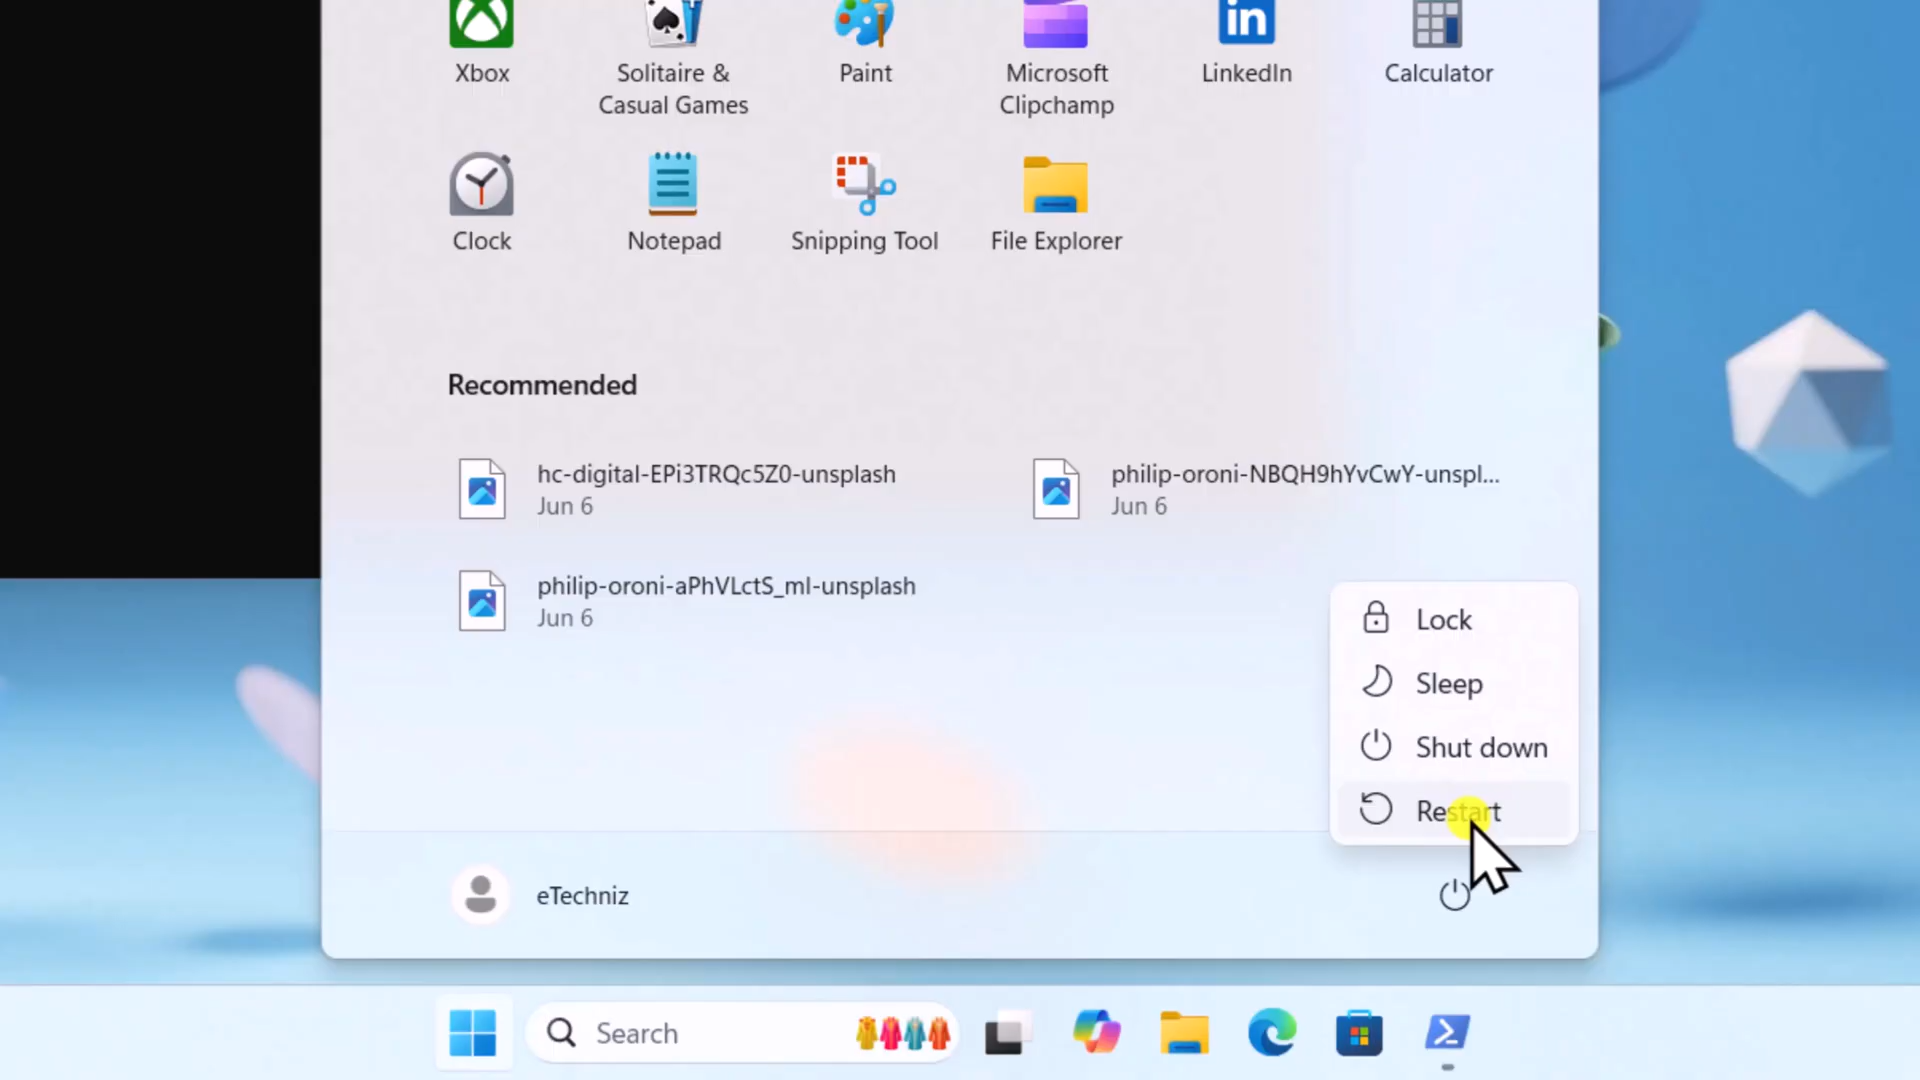 Xbox
Solitaire &
Casual Games
Paint
Microsoft
Clipchamp
in
LinkedIn
Calculator
Clock
Notepad
Snipping Tool
File Explorer
Recommended
hc-digital-EPi3TRQc5Z0-unsplash
Jun 6
philip-oroni-NBQH9hYvCwY-unspl...
Jun 6
philip-oroni-aPhVLctS_mI-unsplash
Jun 6
Lock
Sleep
Shut down
Restart
eTechniz
Search